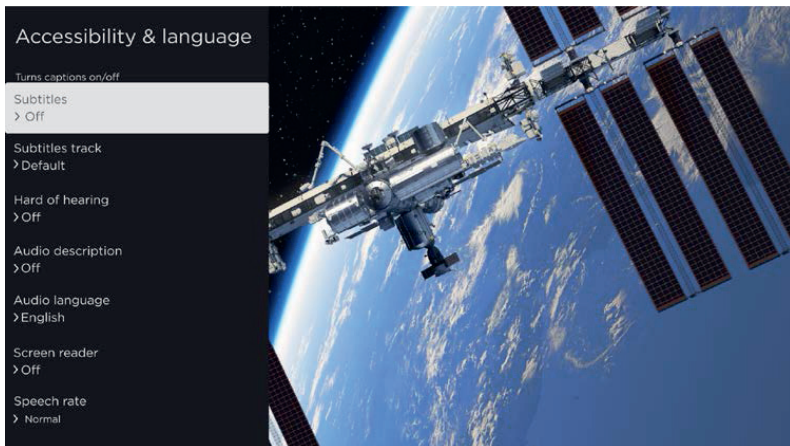 Accessibility & language
Turns captions on/off
Subtitles
> Off
Subtitles track
> Default
Hard of hearing
> Off
Audio description
> Off
Audio language
> English
Screen reader
> Off
Speech rate
> Normal